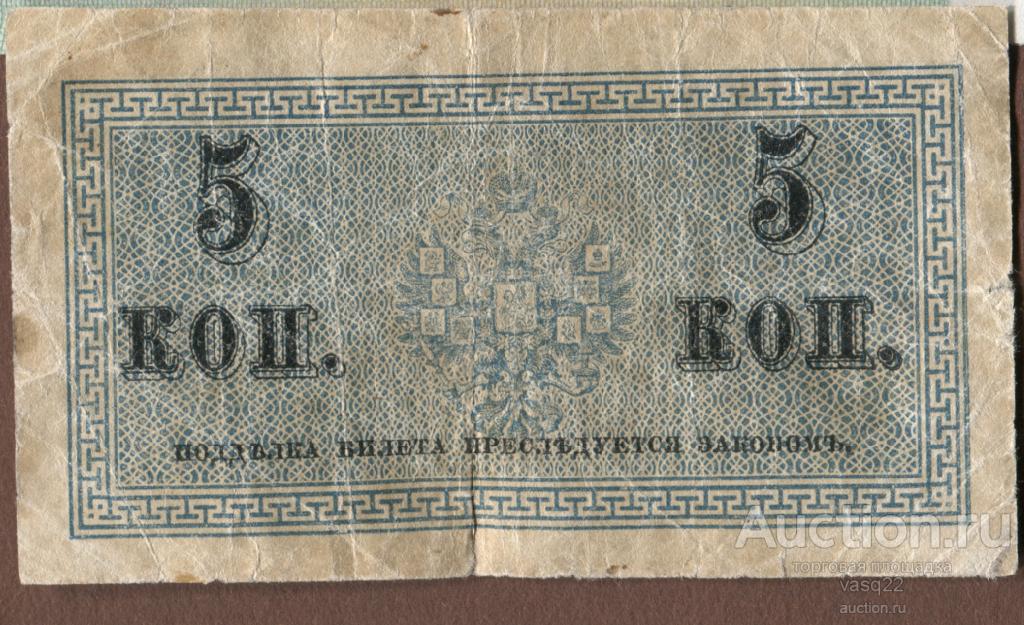 5 5
КОП. КОП.
ПОДДѢЛКА БИЛЕТА ПРЕСЛѢДУЕТСЯ ЗАКОНОМЪ.
Auction.ru
торговая площадка
vasq22
auction.ru